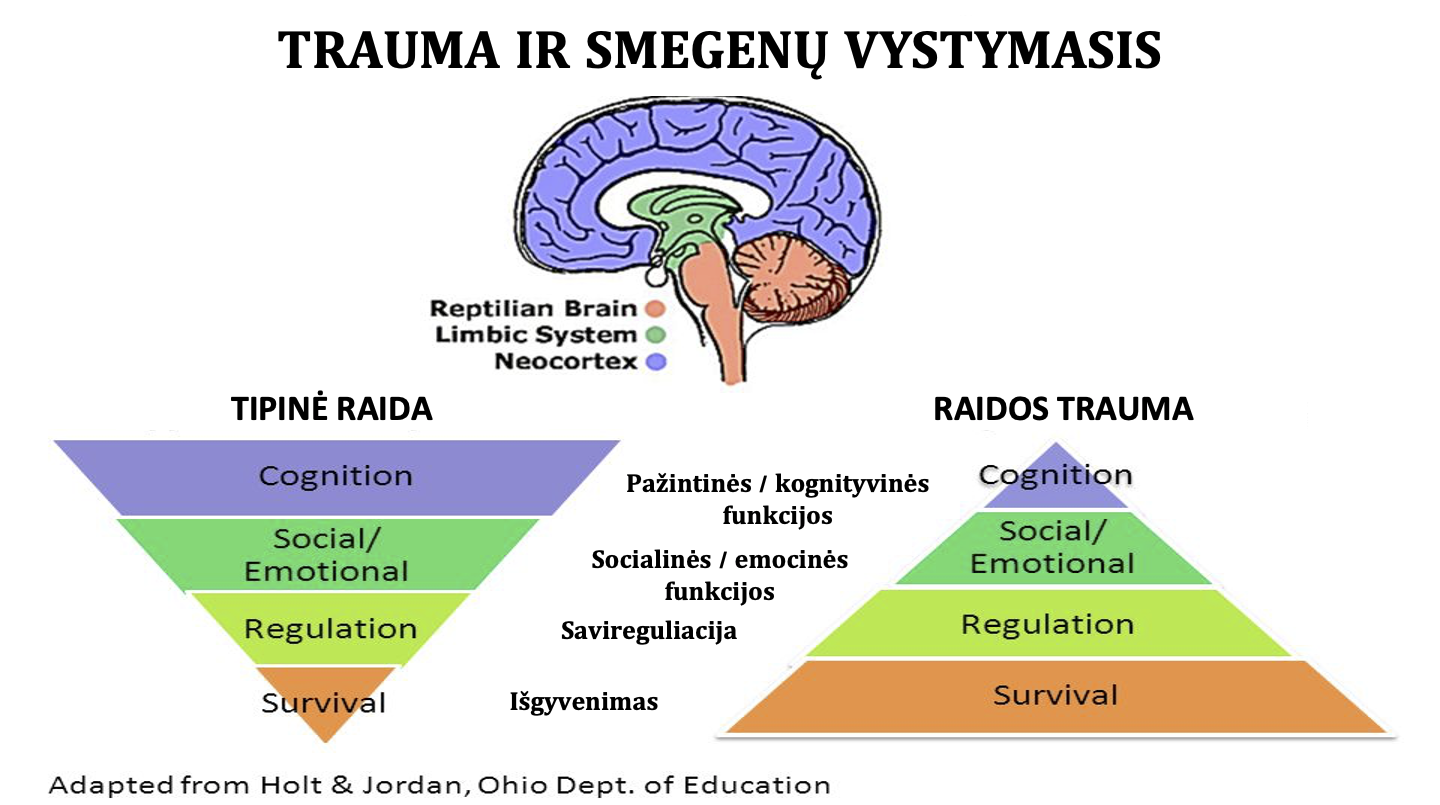 TRAUMA IR SMEGENŲ VYSTYMASIS
Reptilian Brain
Limbic System
Neocortex
TIPINĖ RAIDA
RAIDOS TRAUMA
Cognition
Social/
Emotional
Regulation
Survival
Pažintinės / kognityvinės
funkcijos
Socialinės / emocinės
funkcijos
Savireguliacija
Išgyvenimas
Cognition
Social/
Emotional
Regulation
Survival
Adapted from Holt & Jordan, Ohio Dept. of Education